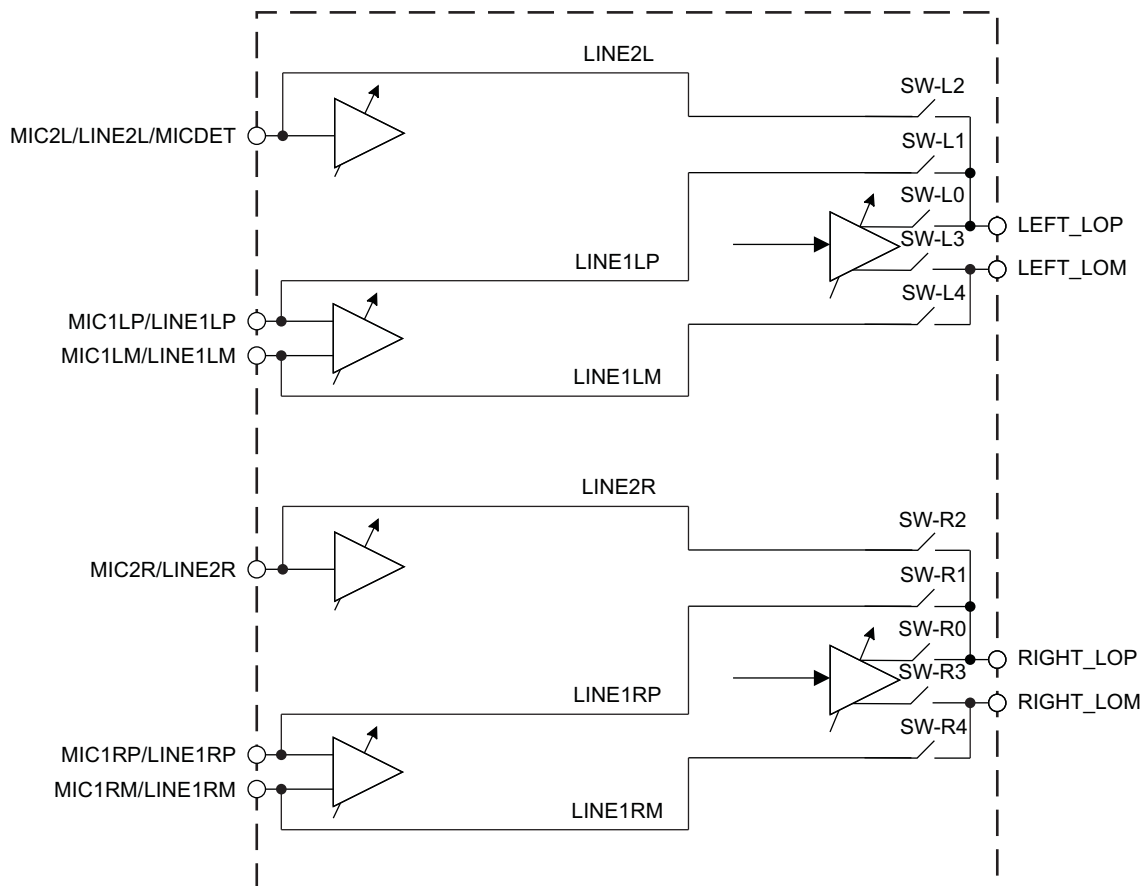 LINE2L
SW-L2
MIC2L/LINE2L/MICDET
SW-L1
SW-L0
LEFT_LOP
SW-L3
LINE1LP
LEFT_LOM
SW-L4
MIC1LP/LINE1LP
MIC1LM/LINE1LM
LINE1LM
LINE2R
SW-R2
MIC2R/LINE2R
SW-R1
SW-R0
RIGHT_LOP
SW-R3
LINE1RP
RIGHT_LOM
SW-R4
MIC1RP/LINE1RP
MIC1RM/LINE1RM
LINE1RM